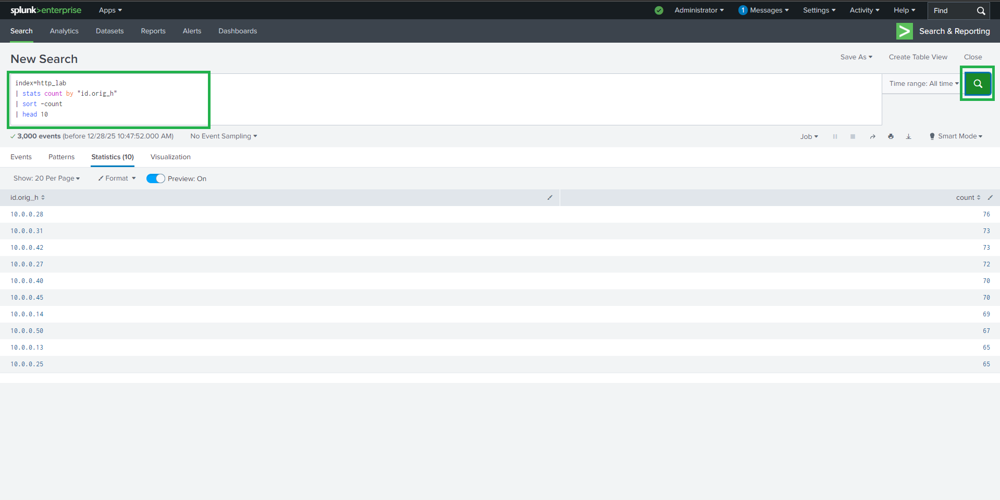 splunk>enterprise Apps Administrator 1 Messages Settings Activity Help Find
Search Analytics Datasets Reports Alerts Dashboards > Search & Reporting
New Search Save As Create Table View Close
index=http_lab
| stats count by "id.orig_h"
| sort -count
| head 10
Time range: All time
3,000 events (before 12/28/25 10:47:52.000 AM) No Event Sampling Job Smart Mode
Events Patterns Statistics (10) Visualization
Show: 20 Per Page Format Preview: On
id.orig_h count
10.0.0.28 76
10.0.0.31 73
10.0.0.42 73
10.0.0.27 72
10.0.0.40 70
10.0.0.45 70
10.0.0.14 69
10.0.0.50 67
10.0.0.13 65
10.0.0.25 65